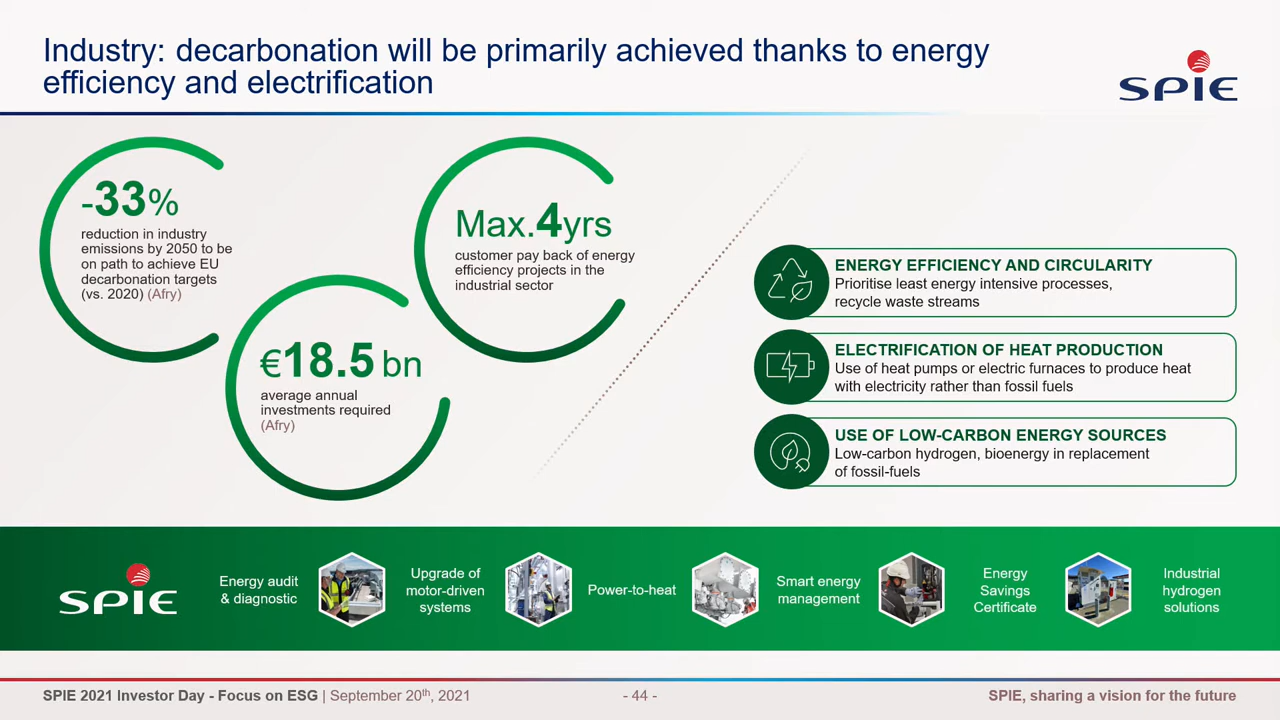 Industry: decarbonation will be primarily achieved thanks to energy
efficiency and electrification
SPIE
-33%
reduction in industry
emissions by 2050 to be
on path to achieve EU
decarbonation targets
(vs. 2020) (Afry)
€18.5 bn
average annual
investments required
(Afry)
Max.4yrs
customer pay back of energy
efficiency projects in the
industrial sector
ENERGY EFFICIENCY AND CIRCULARITY
Prioritise least energy intensive processes,
recycle waste streams
ELECTRIFICATION OF HEAT PRODUCTION
Use of heat pumps or electric furnaces to produce heat
with electricity rather than fossil fuels
USE OF LOW-CARBON ENERGY SOURCES
Low-carbon hydrogen, bioenergy in replacement
of fossil-fuels
SPIE
Energy audit
& diagnostic
Upgrade of
motor-driven
systems
Power-to-heat
Smart energy
management
Energy
Savings
Certificate
Industrial
hydrogen
solutions
SPIE 2021 Investor Day - Focus on ESG | September 20th, 2021
- 44 -
SPIE, sharing a vision for the future